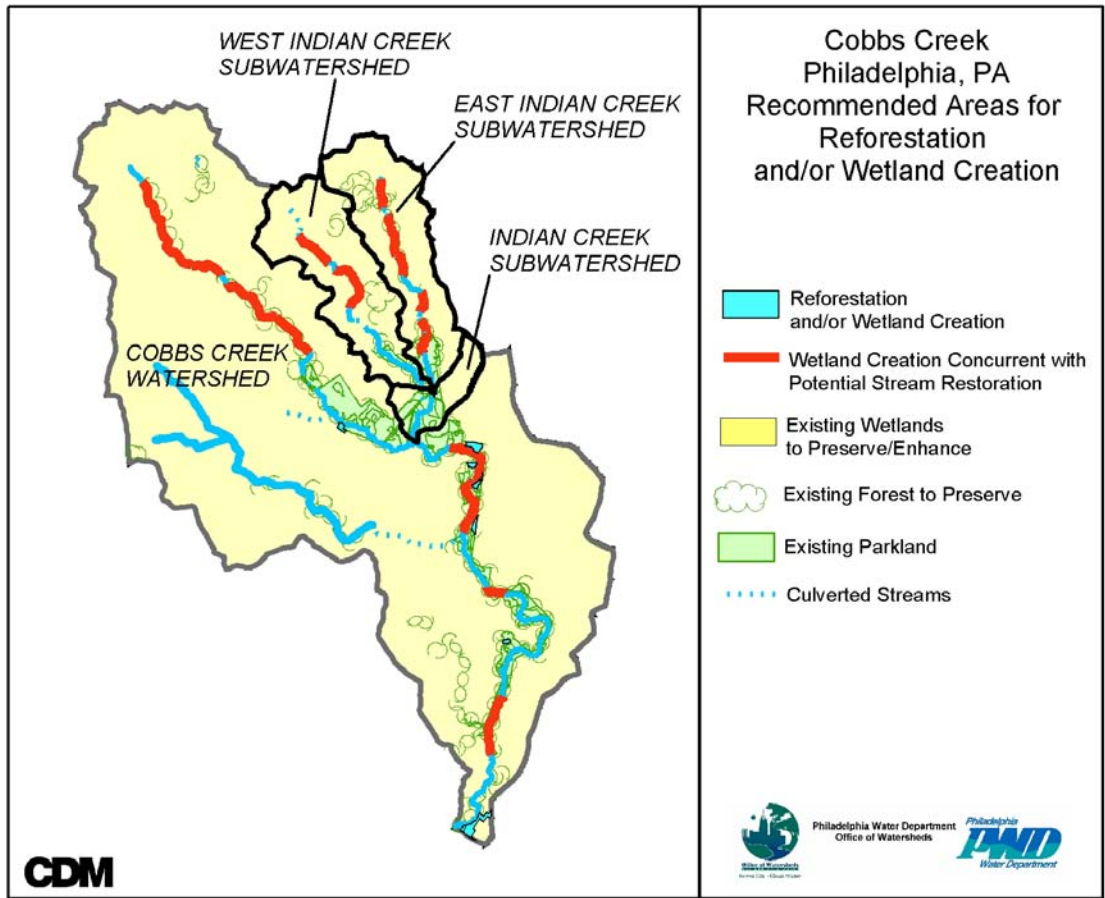 WEST INDIAN CREEK
SUBWATERSHED
EAST INDIAN CREEK
SUBWATERSHED
INDIAN CREEK
SUBWATERSHED
COBBS CREEK
WATERSHED
CDM
Cobbs Creek
Philadelphia, PA
Recommended Areas for
Reforestation
and/or Wetland Creation
Reforestation
and/or Wetland Creation
Wetland Creation Concurrent with
Potential Stream Restoration
Existing Wetlands
to Preserve/Enhance
Existing Forest to Preserve
Existing Parkland
Culverted Streams
Office of Watersheds
Philadelphia Water Department
Office of Watersheds
Philadelphia
PWD
Water Department